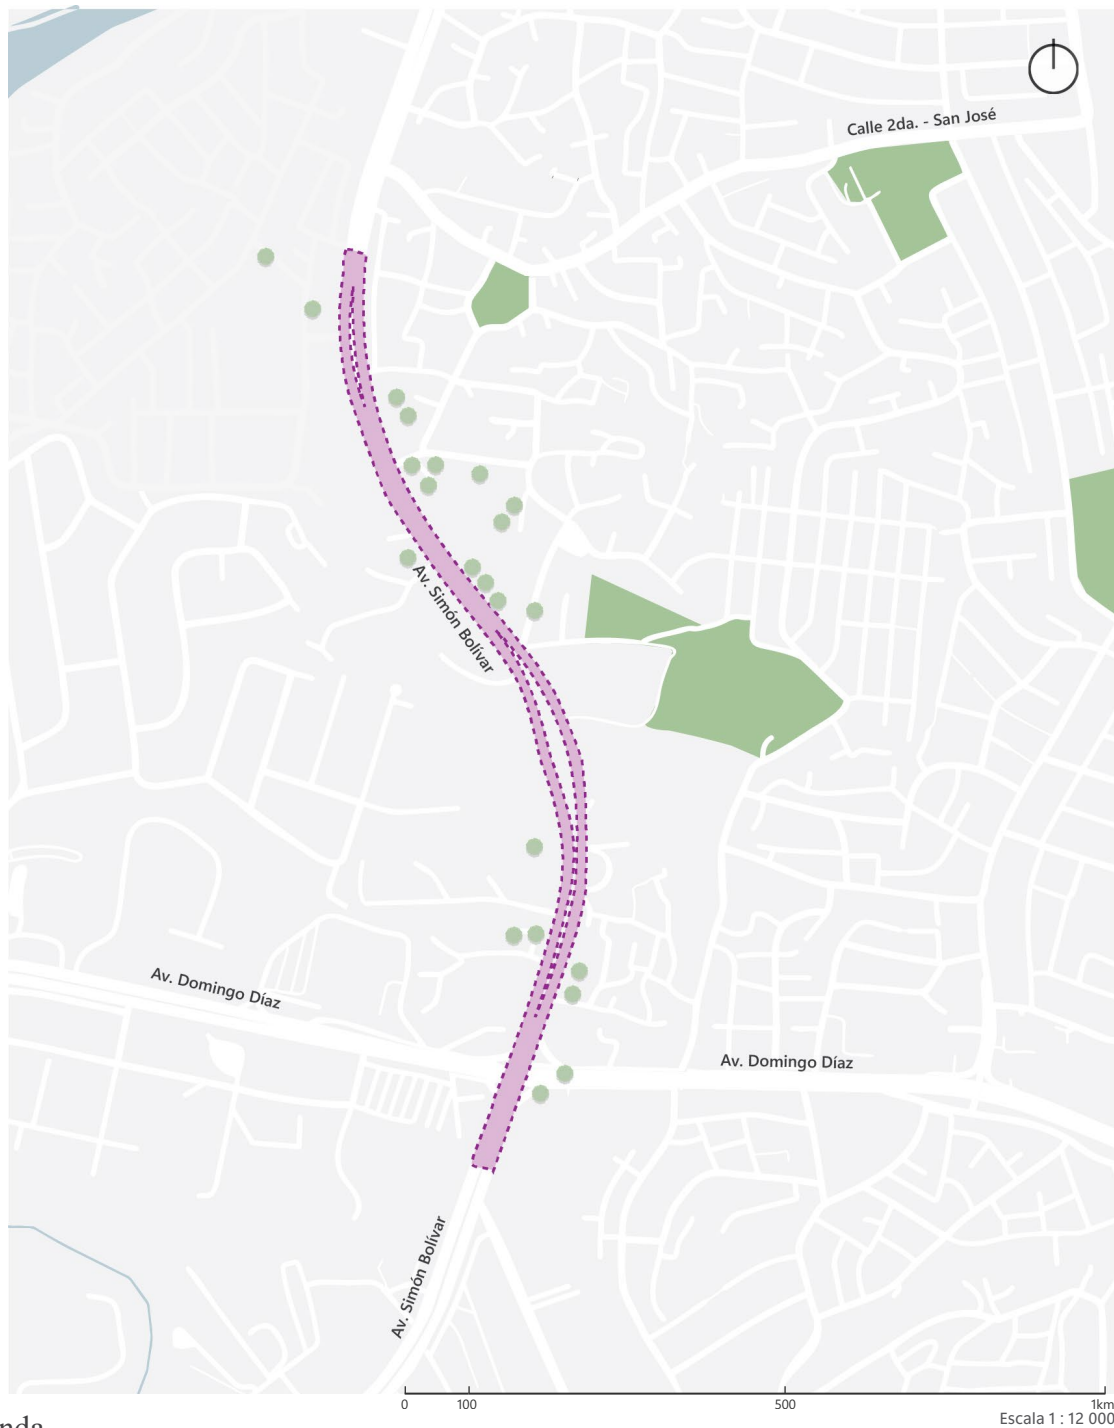 Calle 2da. - San José
Av. Simón Bolívar
Av. Domingo Díaz
Av. Domingo Díaz
Av. Simón Bolívar
0 100 500 1km
Escala 1 : 12 000